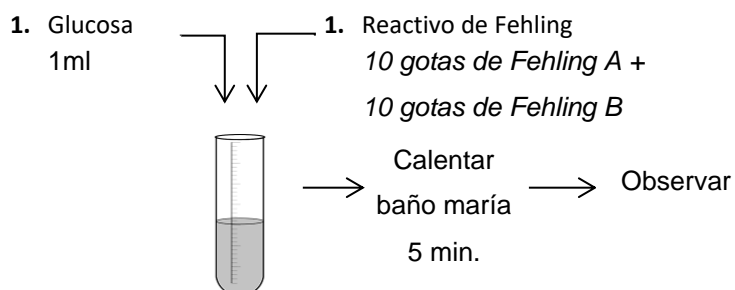 1. Glucosa
1ml
1. Reactivo de Fehling
10 gotas de Fehling A +
10 gotas de Fehling B
Calentar
baño maría
5 min.
Observar